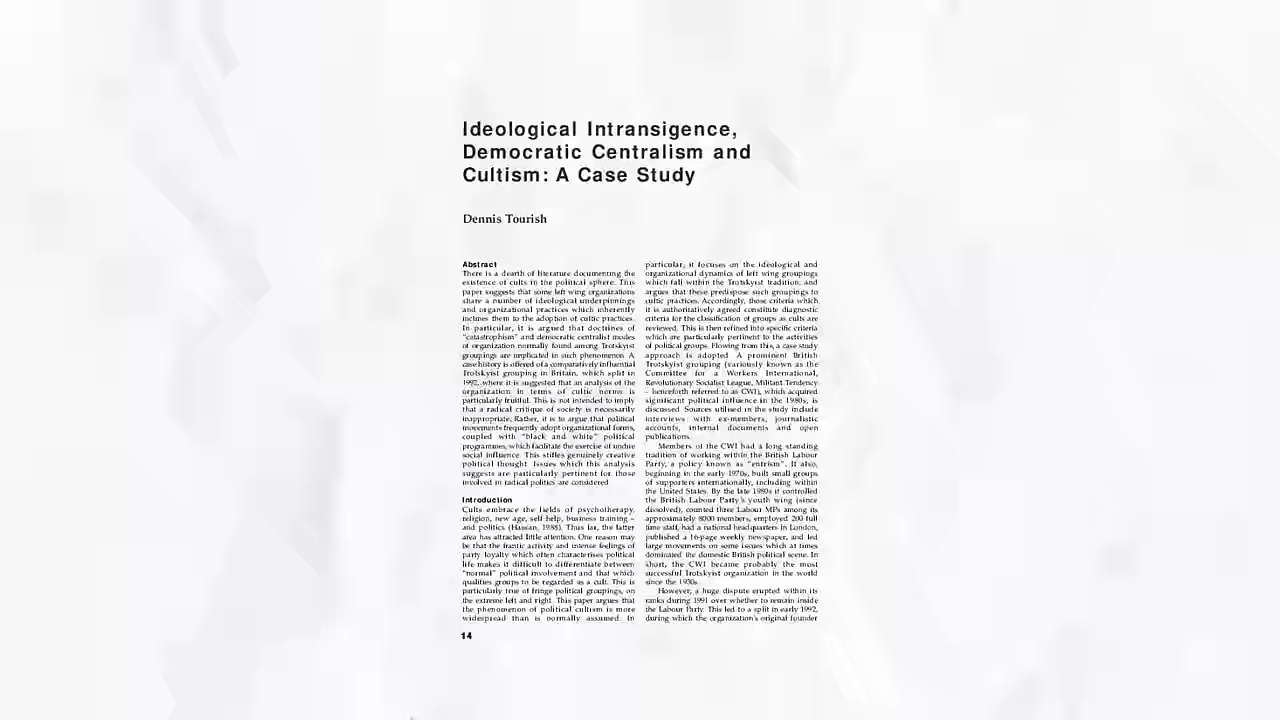 Ideological Intransigence,
Democratic Centralism and
Cultism: A Case Study
Dennis Tourish
Abstract
There is a dearth of literature documenting the
existence of cults in the political sphere. This
paper suggests that some left wing organizations
share a number of ideological underpinnings
and organizational practices which inherently
inclines them to the adoption of cultic practices.
In particular, it is argued that doctrines of
"catastrophism" and democratic centralist modes
of organization normally found among Trotskyist
groupings are implicated in such phenomenon. A
case history is offered of a comparatively influential
Trotskyist grouping in Britain, which split in
1992, where it is suggested that an analysis of the
organization in terms of cultic norms is
particularly fruitful. This is not intended to imply
that a radical critique of society is necessarily
inappropriate. Rather, it is to argue that political
movements frequently adopt organizational forms,
coupled with "black and white" political
programmes, which facilitate the exercise of undue
social influence. This stifles genuinely creative
political thought. Issues which this analysis
suggests are particularly pertinent for those
involved in radical politics are considered
Introduction
Cults embrace the fields of psychotherapy,
religion, new age, self-help, business training –
and politics (Hassan, 1988). Thus far, the latter
area has attracted little attention. One reason may
be that the frantic activity and intense feelings of
party loyalty which often characterises political
life makes it difficult to differentiate between
"normal" political involvement and that which
qualifies groups to be regarded as a cult. This is
particularly true of fringe political groupings, on
the extreme left and right. This paper argues that
the phenomenon of political cultism is more
widespread than is normally assumed. In
particular, it focuses on the ideological and
organizational dynamics of left wing groupings
which fall within the Trotskyist tradition, and
argues that these predispose such groupings to
cultic practices. Accordingly, those criteria which
it is authoritatively agreed constitute diagnostic
criteria for the classification of groups as cults are
reviewed. This is then refined into specific criteria
which are particularly pertinent to the activities
of political groups. Flowing from this, a case study
approach is adopted. A prominent British
Trotskyist grouping (variously known as the
Committee for a Workers International,
Revolutionary Socialist League, Militant Tendency
– henceforth referred to as CWI), which acquired
significant political influence in the 1980s, is
discussed. Sources utilised in the study include
interviews with ex-members, journalistic
accounts, internal documents and open
publications.
Members of the CWI had a long standing
tradition of working within the British Labour
Party, a policy known as "entrism". It also,
beginning in the early 1970s, built small groups
of supporters internationally, including within
the United States. By the late 1980s it controlled
the British Labour Party's youth wing (since
dissolved), counted three Labour MPs among its
approximately 8000 members, employed 200 full
time staff, had a national headquarters in London,
published a 16-page weekly newspaper, and led
large movements on some issues which at times
dominated the domestic British political scene. In
short, the CWI became probably the most
successful Trotskyist organization in the world
since the 1930s.
However, a huge dispute erupted within its
ranks during 1991 over whether to remain inside
the Labour Party. This led to a split in early 1992,
during which the organization's original founder
14